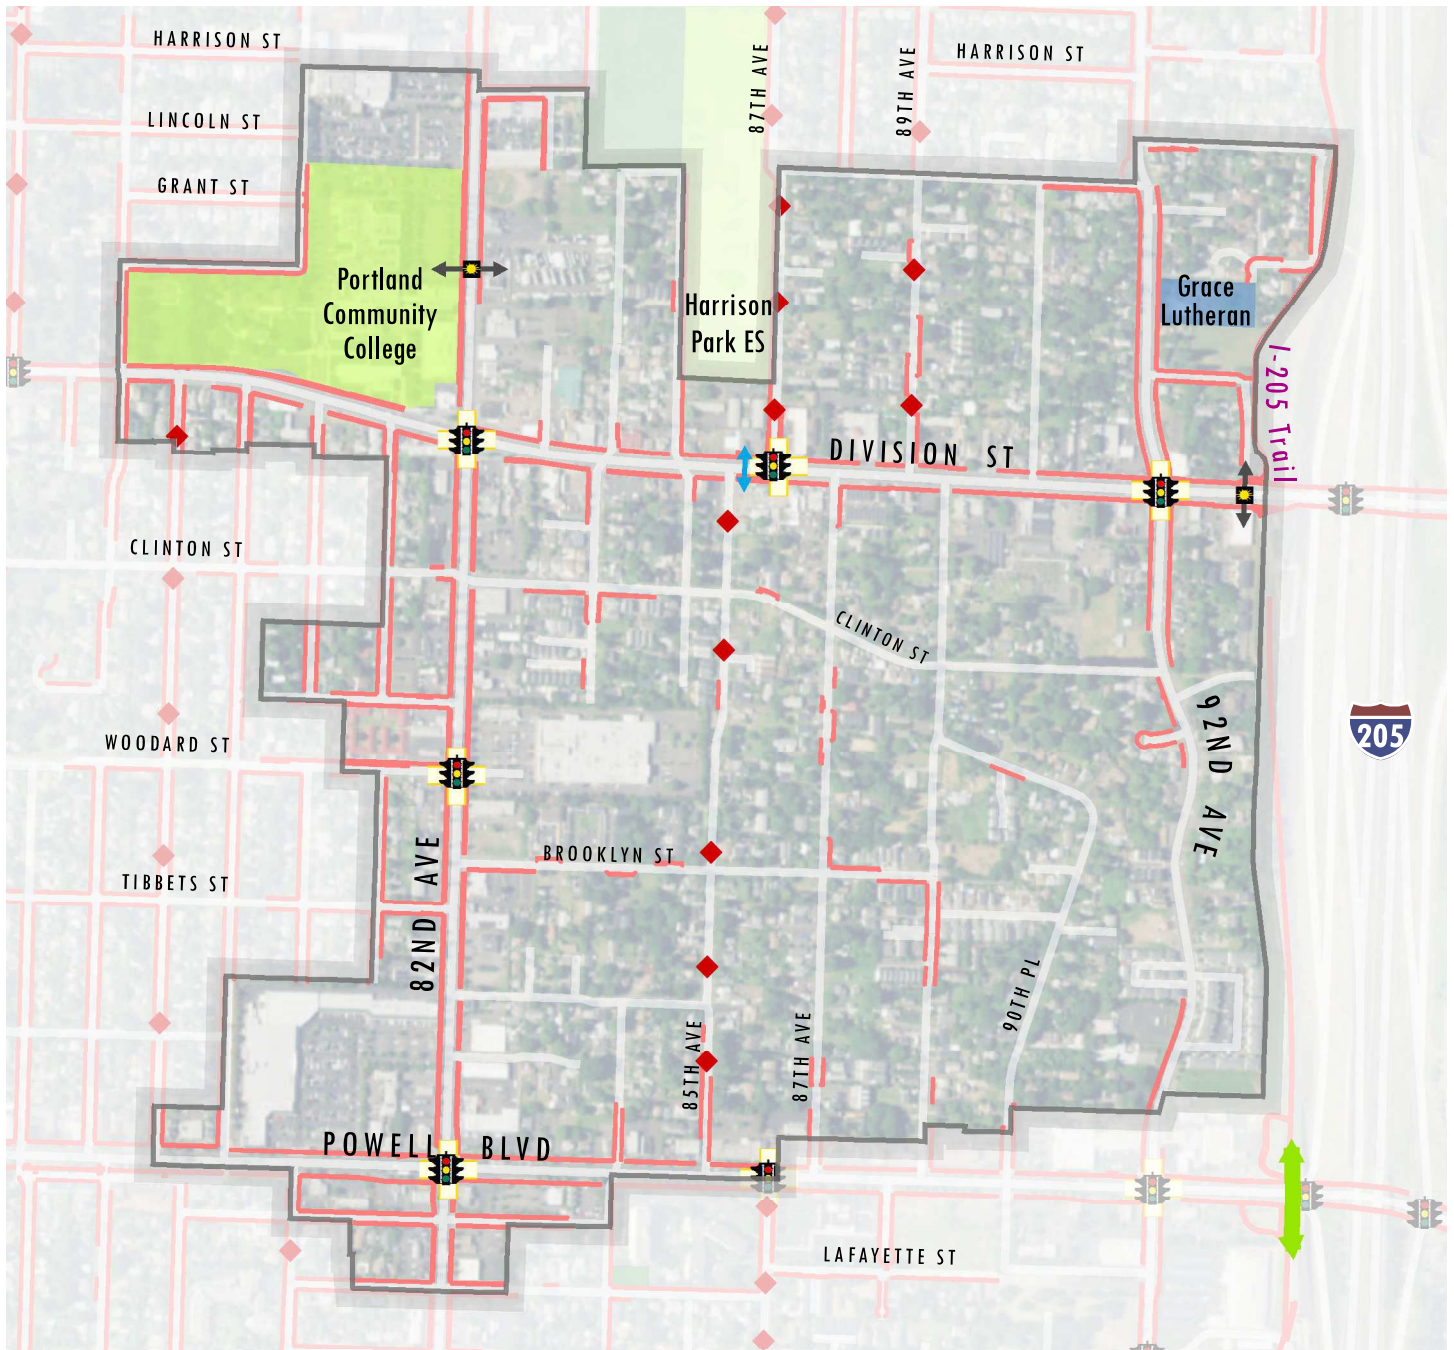 HARRISON ST
87TH AVE
89TH AVE
HARRISON ST
LINCOLN ST
GRANT ST
Portland
Community
College
Harrison
Park ES
Grace
Lutheran
I-205 Trail
DIVISION ST
CLINTON ST
CLINTON ST
WOODARD ST
92ND AVE
205
BROOKLYN ST
TIBBETS ST
82ND AVE
90TH PL
85TH AVE
87TH AVE
POWELL BLVD
LAFAYETTE ST